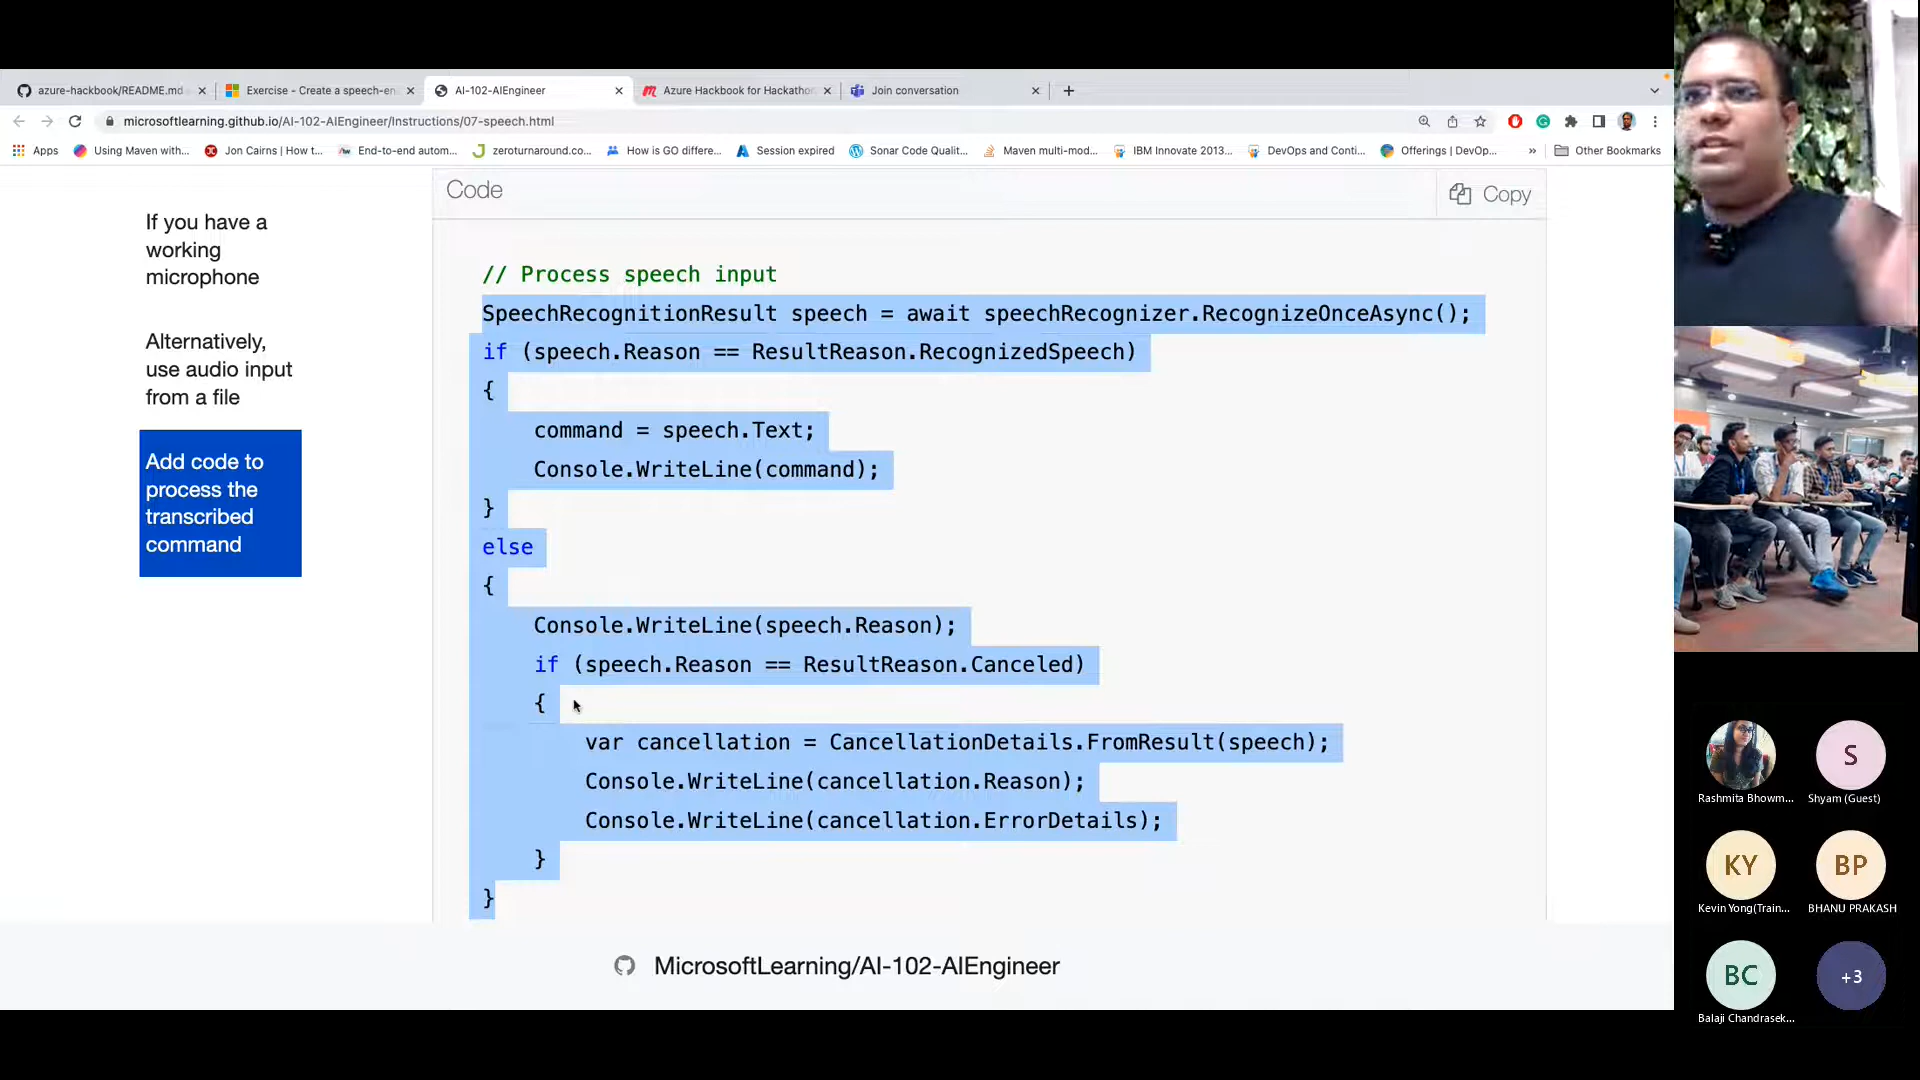 azure-hackbook/README.md
Exercise - Create a speech-en
AI-102-AIEngineer
Azure Hackbook for Hackatho
Join conversation
microsoftlearning.github.io/AI-102-AIEngineer/Instructions/07-speech.html
Apps
Using Maven with...
Jon Cairns | How t...
End-to-end autom...
zeroturnaround.co...
How is GO differe...
Session expired
Sonar Code Qualit...
Maven multi-mod...
IBM Innovate 2013...
DevOps and Conti...
Offerings | DevOp...
»
Other Bookmarks
If you have a
working
microphone
Alternatively,
use audio input
from a file
Add code to
process the
transcribed
command
Code
Copy
// Process speech input
SpeechRecognitionResult speech = await speechRecognizer.RecognizeOnceAsync();
if (speech.Reason == ResultReason.RecognizedSpeech)
{
command = speech.Text;
Console.WriteLine(command);
}
else
{
Console.WriteLine(speech.Reason);
if (speech.Reason == ResultReason.Canceled)
{
var cancellation = CancellationDetails.FromResult(speech);
Console.WriteLine(cancellation.Reason);
Console.WriteLine(cancellation.ErrorDetails);
}
}
MicrosoftLearning/AI-102-AIEngineer
Rashmita Bhowm...
S
Shyam (Guest)
KY
Kevin Yong(Train...
BP
BHANU PRAKASH
BC
Balaji Chandrasek...
+3